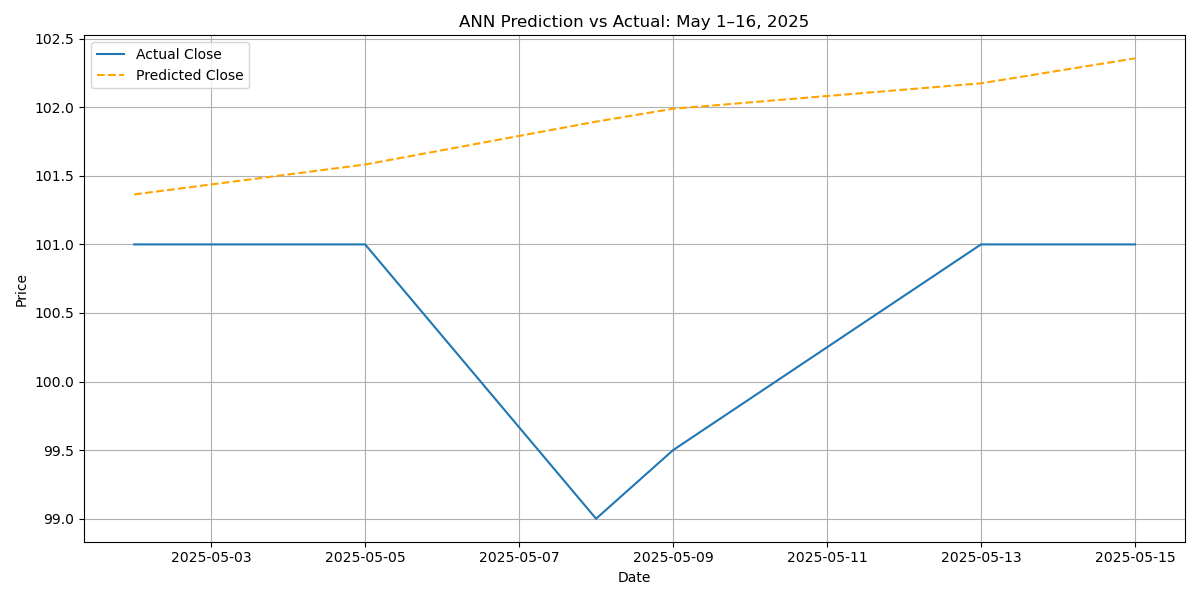 ANN Prediction vs Actual: May 1–16, 2025
Actual Close
Predicted Close
Price
102.5
102.0
101.5
101.0
100.5
100.0
99.5
99.0
2025-05-03 2025-05-05 2025-05-07 2025-05-09 2025-05-11 2025-05-13 2025-05-15
Date